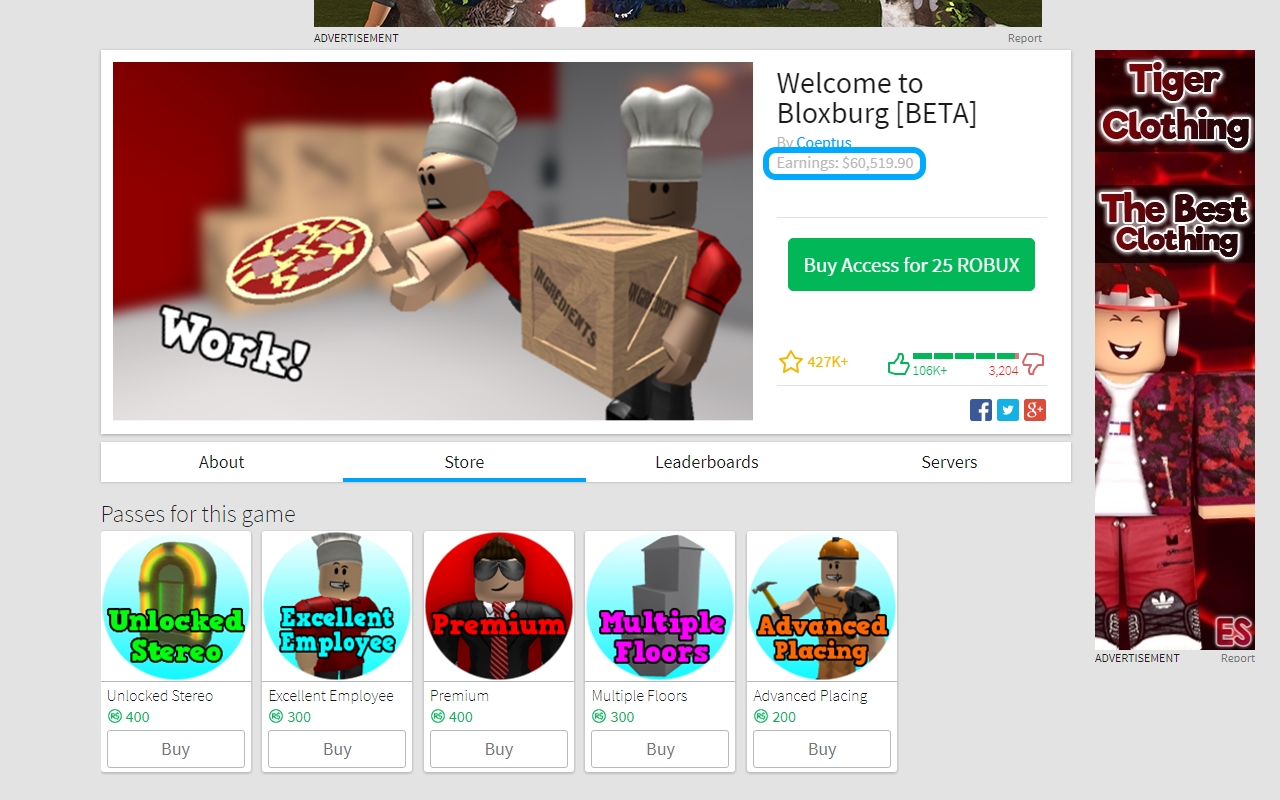 ADVERTISEMENT
Report
Welcome to
Bloxburg [BETA]
By Coeptus
Earnings: $60,519.90
Buy Access for 25 ROBUX
427K+
106K+
3,204
Work!
INGREDIENTS
INGREDIENT
Tiger
Clothing
The Best
Clothing
ES
ADVERTISEMENT
Report
About
Store
Leaderboards
Servers
Passes for this game
Unlocked
Stereo
Excellent
Employee
Premium
Multiple
Floors
Advanced
Placing
Unlocked Stereo
Excellent Employee
Premium
Multiple Floors
Advanced Placing
R$ 400
R$ 300
R$ 400
R$ 300
R$ 200
Buy
Buy
Buy
Buy
Buy